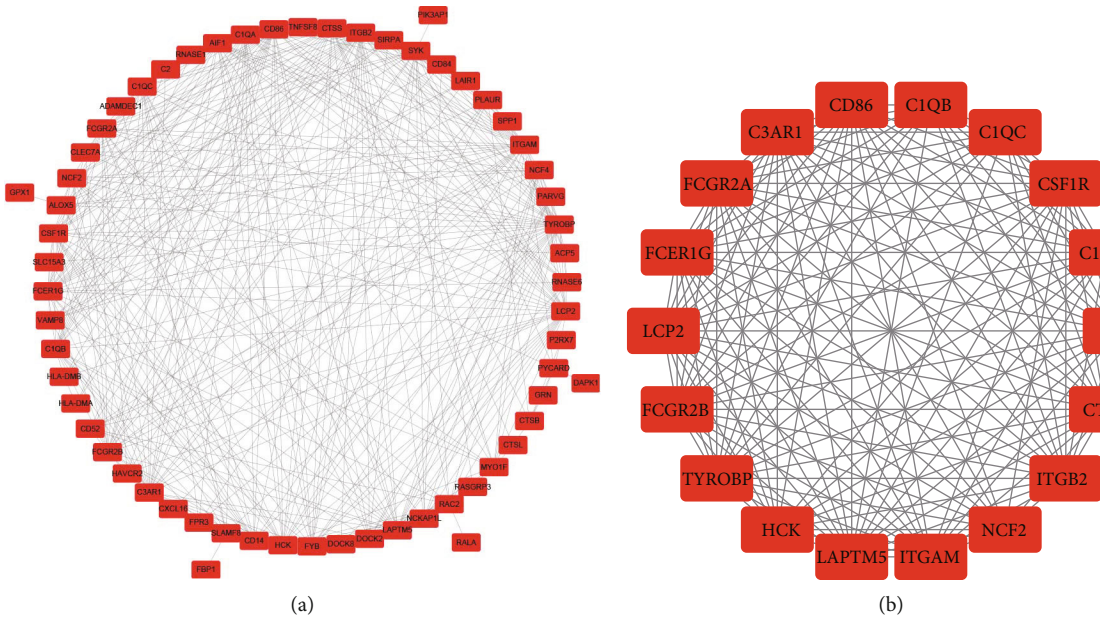 PIK3AP1
TNFSF8
CD86
CTSS
C1QA
ITGB2
AIF1
SIRPA
RNASE1
SYK
C2
CD84
C1QC
LAIR1
ADAMDEC1
PLAUR
FCGR2A
SPP1
CLEC7A
ITGAM
NCF2
NCF4
GPX1
ALOX5
PARVG
CSF1R
TYROBP
SLC15A3
ACP5
FCER1G
RNASE6
VAMP8
LCP2
C1QB
P2RX7
HLA-DMB
PYCARD
DAPK1
HLA-DMA
GRN
CD52
CTSB
FCGR2B
CTSL
HAVCR2
MYO1F
C3AR1
RASGRP3
CXCL16
RAC2
FPR3
NCKAP1L
SLAMF8
LAPTM5
CD14
DOCK2
HCK
FYB
DOCK8
RALA
FBP1
(a)
CD86
C1QB
C3AR1
C1QC
FCGR2A
CSF1R
FCER1G
C1
LCP2
FCGR2B
CT
TYROBP
ITGB2
HCK
NCF2
LAPTM5
ITGAM
(b)